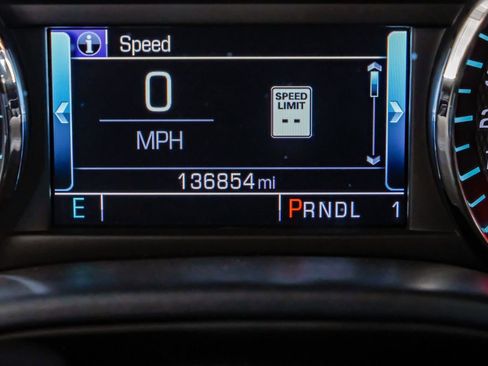 i Speed
0
MPH
SPEED
LIMIT
--
136854 mi
E PRNDL 1